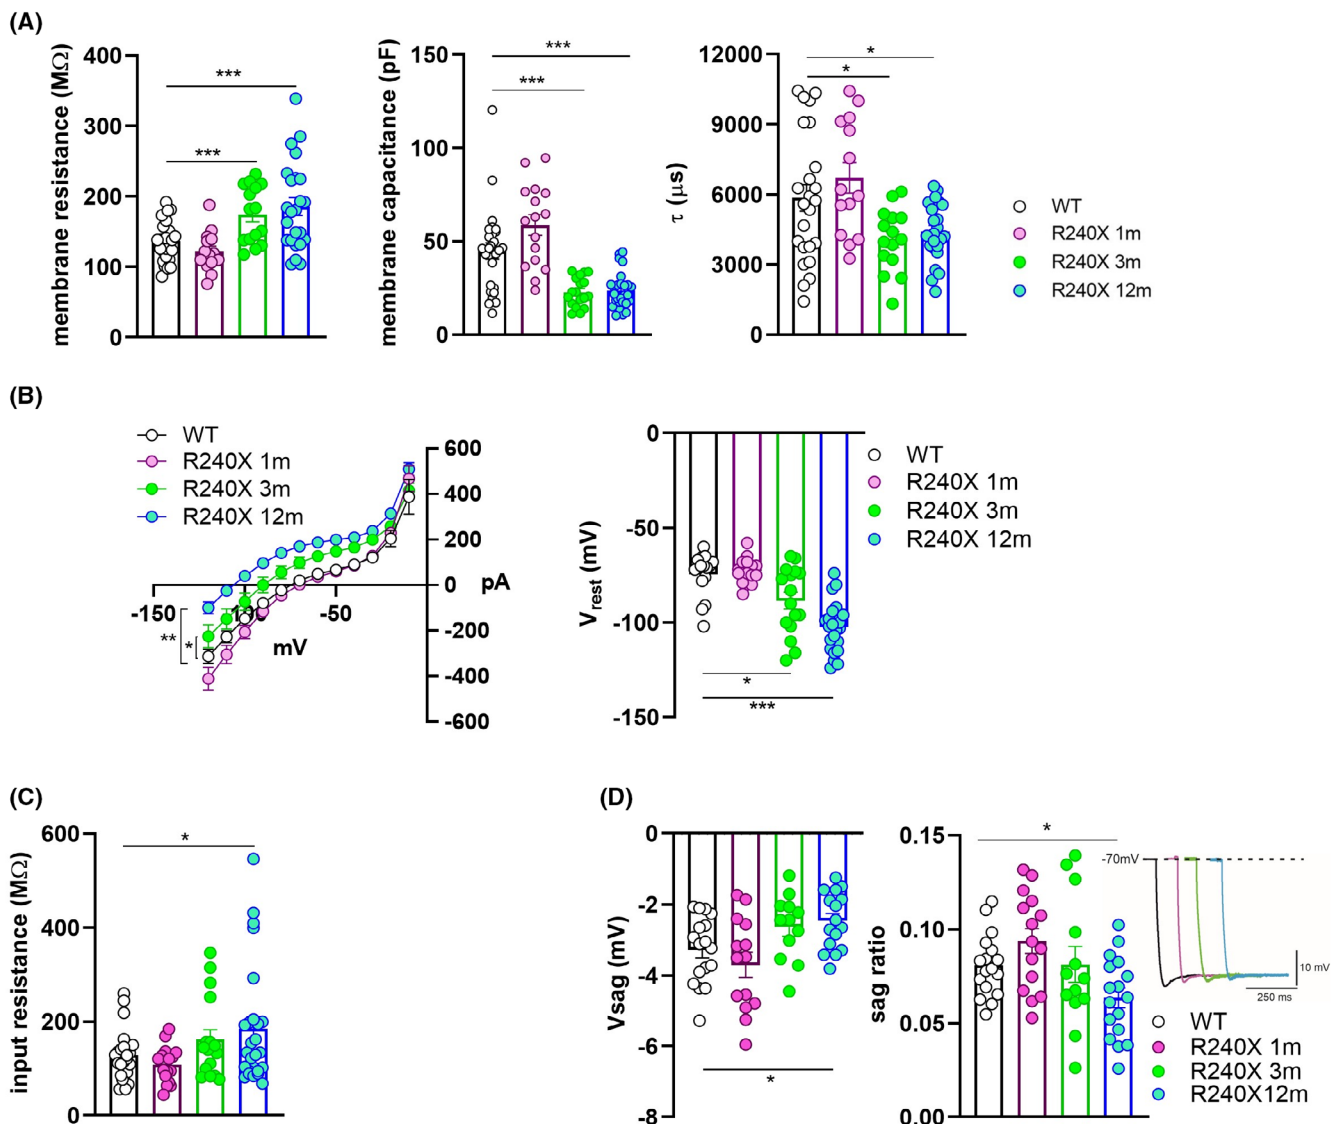 (A)
membrane resistance (MΩ)
400
300
200
100
0
***
***
membrane capacitance (pF)
150
100
50
0
***
***
τ (μs)
12000
9000
6000
3000
0
*
*
WT
R240X 1m
R240X 3m
R240X 12m
(B)
WT
R240X 1m
R240X 3m
R240X 12m
600
400
200
0
-200
-400
-600
pA
-150
-50
mV
**
*
Vrest (mV)
0
-50
-100
-150
*
***
WT
R240X 1m
R240X 3m
R240X 12m
(C)
input resistance (MΩ)
600
400
200
0
*
(D)
Vsag (mV)
0
-2
-4
-6
-8
*
sag ratio
0.15
0.10
0.05
0.00
*
-70mV
10 mV
250 ms
WT
R240X 1m
R240X 3m
R240X12m